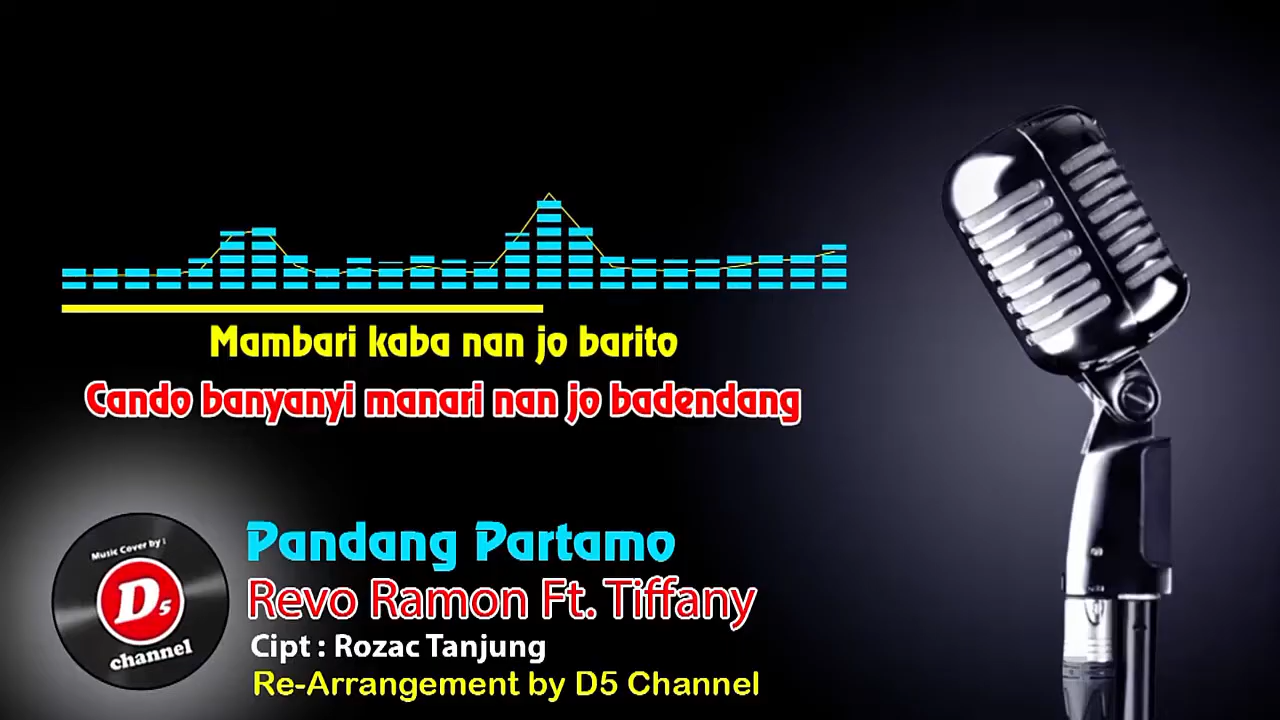 Mambari kaba nan jo barito
Cando banyanyi manari nan jo badendang
Pandang Partamo
Revo Ramon Ft. Tiffany
Cipt : Rozac Tanjung
Re-Arrangement by D5 Channel
Music Cover by :
D5
channel